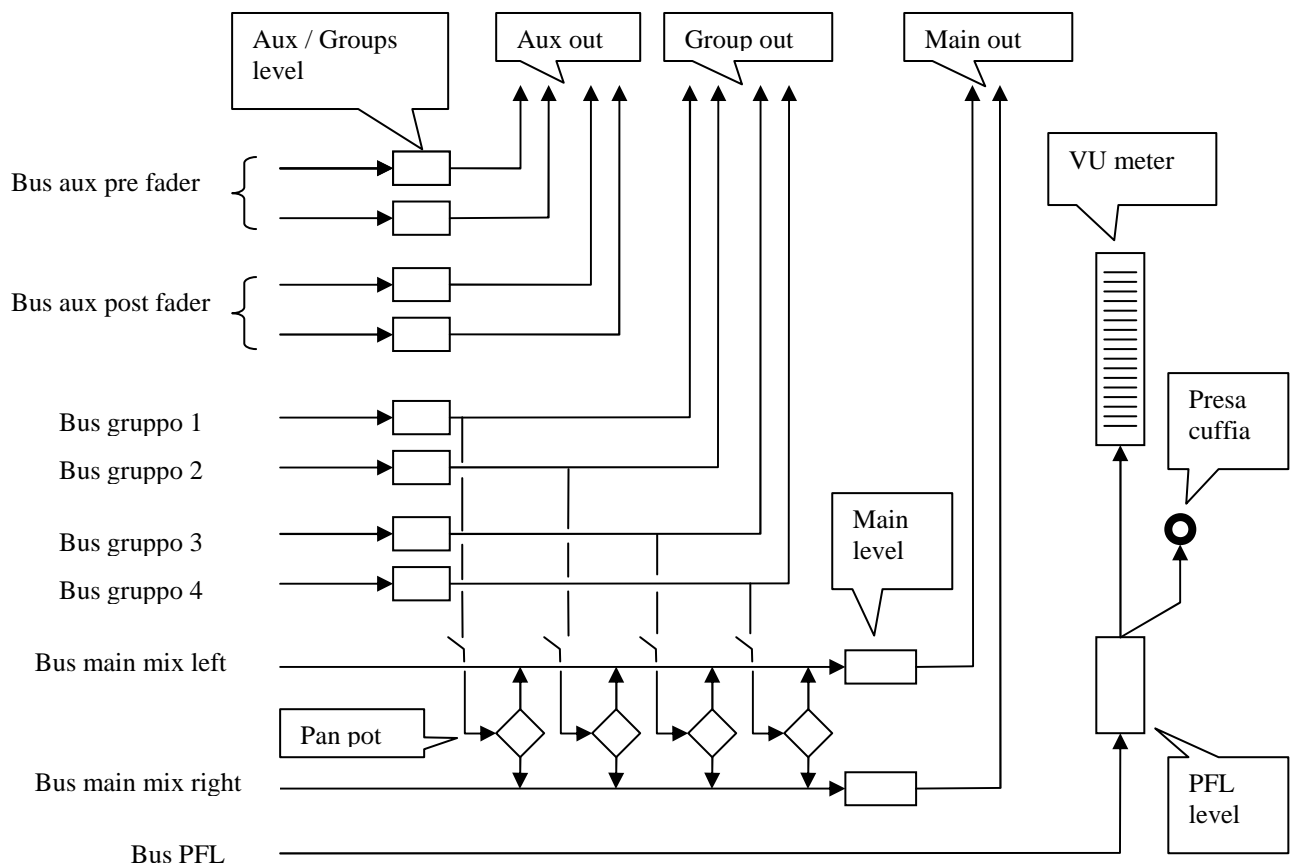 Aux / Groups
level
Aux out
Group out
Main out
VU meter
Bus aux pre fader
Bus aux post fader
Presa
cuffia
Bus gruppo 1
Bus gruppo 2
Main
level
Bus gruppo 3
Bus gruppo 4
Bus main mix left
Pan pot
Bus main mix right
PFL
level
Bus PFL